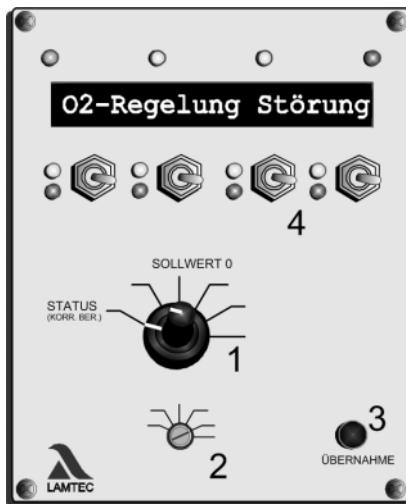 O2-Regelung Störung
4
SOLLWERT 0
STATUS
(KORR. BER.)
1
2
3
ÜBERNAHME
LAMTEC